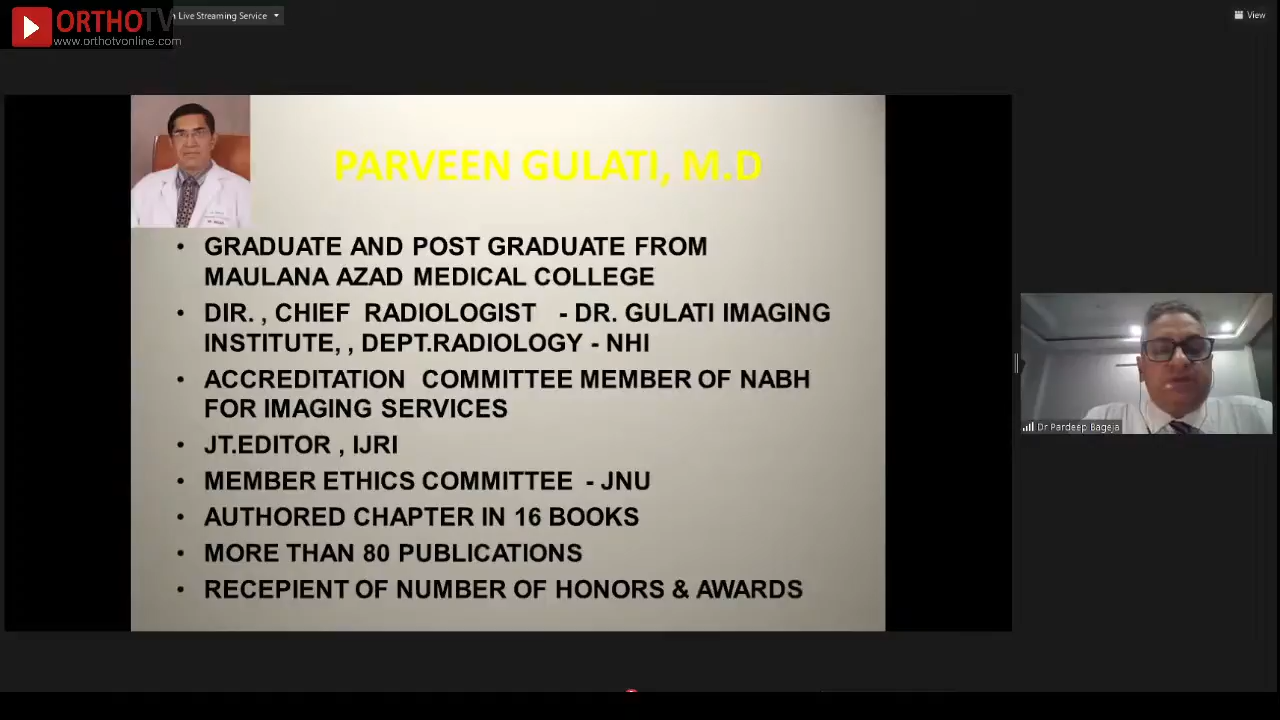 ORTHOTV
Live Streaming Service
View
www.orthotvonline.com
PARVEEN GULATI, M.D
• GRADUATE AND POST GRADUATE FROM
MAULANA AZAD MEDICAL COLLEGE
• DIR. , CHIEF RADIOLOGIST - DR. GULATI IMAGING
INSTITUTE, , DEPT.RADIOLOGY - NHI
• ACCREDITATION COMMITTEE MEMBER OF NABH
FOR IMAGING SERVICES
• JT.EDITOR , IJRI
• MEMBER ETHICS COMMITTEE - JNU
• AUTHORED CHAPTER IN 16 BOOKS
• MORE THAN 80 PUBLICATIONS
• RECEPIENT OF NUMBER OF HONORS & AWARDS
Dr Pardeep Bageja